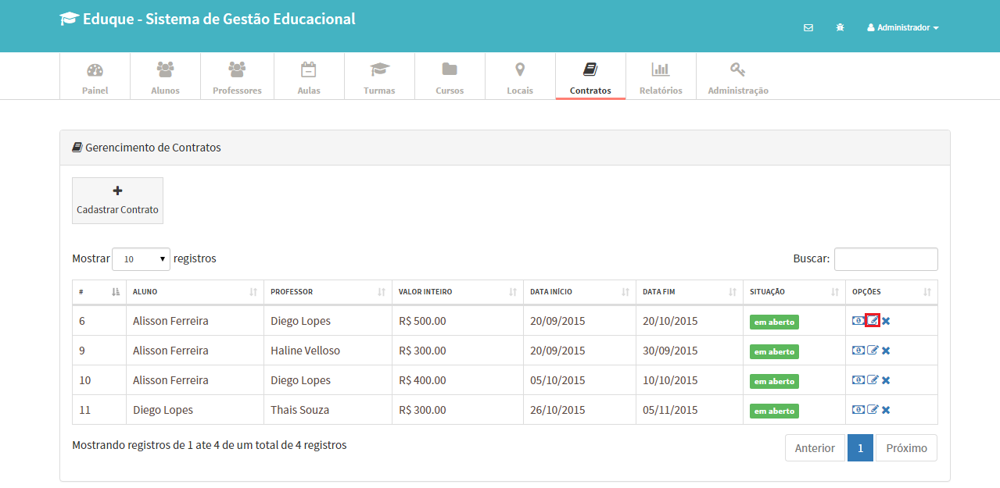 Eduque - Sistema de Gestão Educacional
Administrador
Painel Alunos Professores Aulas Turmas Cursos Locais Contratos Relatórios Administração
Gerencimento de Contratos
Cadastrar Contrato
Mostrar 10 registros Buscar:
# ALUNO PROFESSOR VALOR INTEIRO DATA INÍCIO DATA FIM SITUAÇÃO OPÇÕES
6 Alisson Ferreira Diego Lopes R$ 500.00 20/09/2015 20/10/2015 em aberto
9 Alisson Ferreira Haline Velloso R$ 300.00 20/09/2015 30/09/2015 em aberto
10 Alisson Ferreira Diego Lopes R$ 400.00 05/10/2015 10/10/2015 em aberto
11 Diego Lopes Thais Souza R$ 300.00 26/10/2015 05/11/2015 em aberto
Mostrando registros de 1 ate 4 de um total de 4 registros
Anterior 1 Próximo